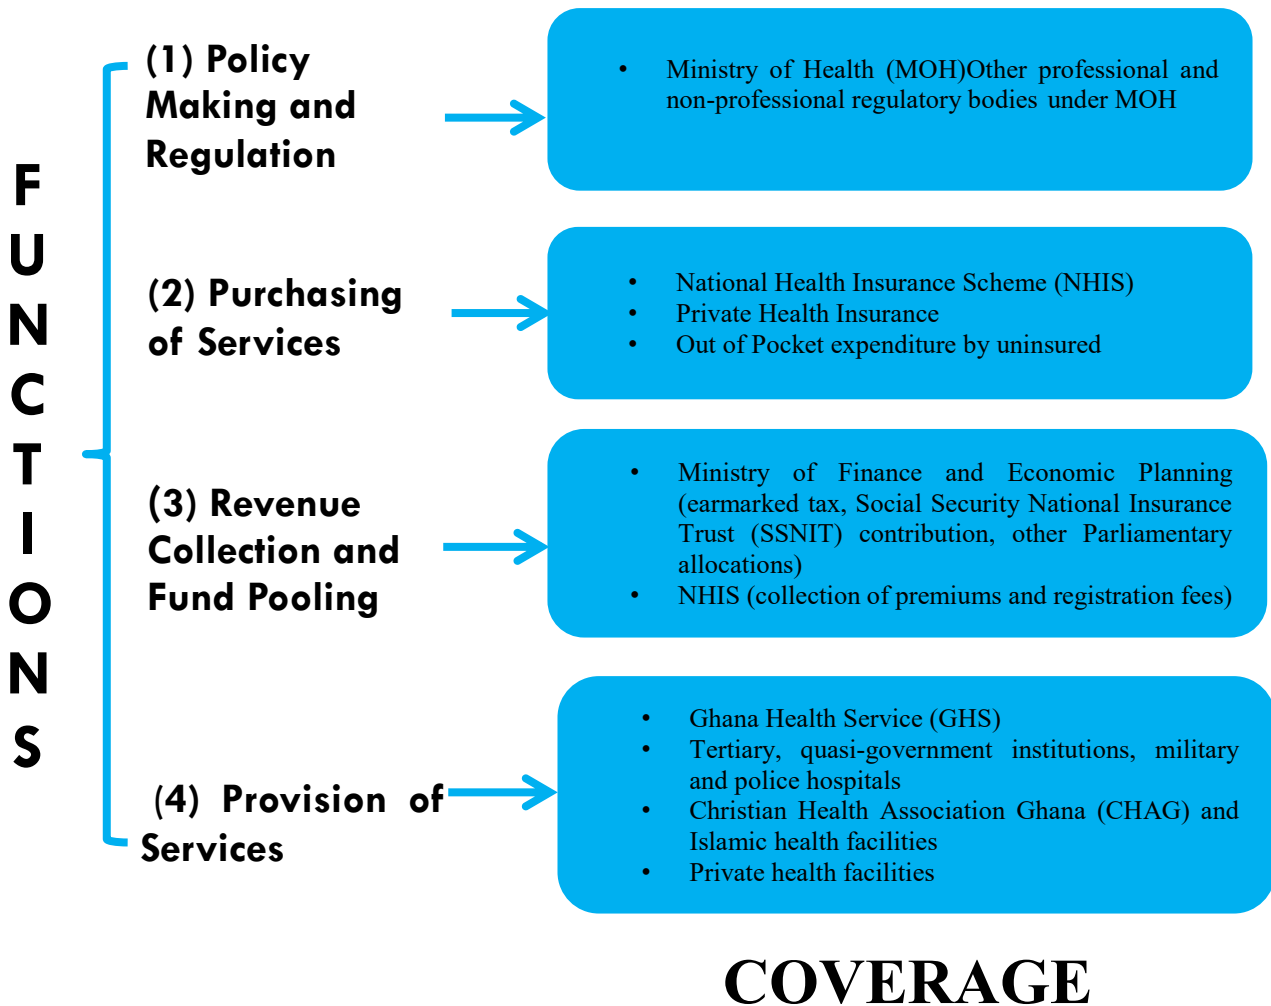 FUNCTIONS
(1) Policy
Making and
Regulation
• Ministry of Health (MOH)Other professional and
non-professional regulatory bodies under MOH
(2) Purchasing
of Services
• National Health Insurance Scheme (NHIS)
• Private Health Insurance
• Out of Pocket expenditure by uninsured
(3) Revenue
Collection and
Fund Pooling
• Ministry of Finance and Economic Planning
(earmarked tax, Social Security National Insurance
Trust (SSNIT) contribution, other Parliamentary
allocations)
• NHIS (collection of premiums and registration fees)
(4) Provision of
Services
• Ghana Health Service (GHS)
• Tertiary, quasi-government institutions, military
and police hospitals
• Christian Health Association Ghana (CHAG) and
Islamic health facilities
• Private health facilities
COVERAGE